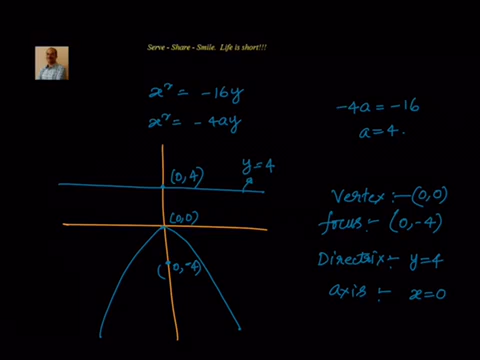 Serve - Share - Smile. Life is short!!!
x² = -16y
x² = -4ay
-4a = -16
a = 4.
y = 4
(0, 4)
(0,0)
(0, -4)
Vertex :- (0,0)
focus :- (0, -4)
Directrix :- y = 4
axis :- x = 0